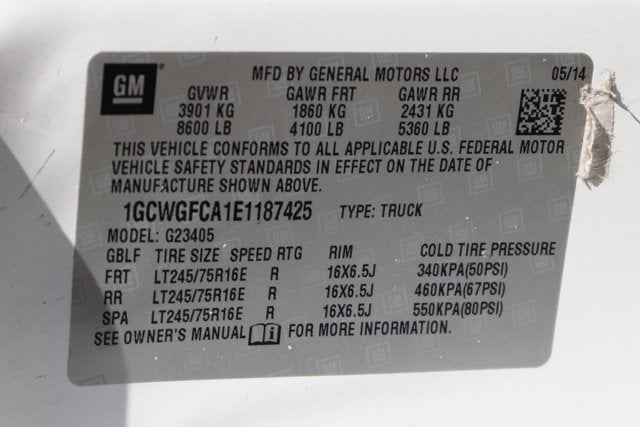 GM
MFD BY GENERAL MOTORS LLC 05/14
GVWR GAWR FRT GAWR RR
3901 KG 1860 KG 2431 KG
8600 LB 4100 LB 5360 LB
THIS VEHICLE CONFORMS TO ALL APPLICABLE U.S. FEDERAL MOTOR
VEHICLE SAFETY STANDARDS IN EFFECT ON THE DATE OF
MANUFACTURE SHOWN ABOVE.
1GCWGFCA1E1187425 TYPE: TRUCK
MODEL: G23405
GBLF TIRE SIZE SPEED RTG RIM COLD TIRE PRESSURE
FRT LT245/75R16E R 16X6.5J 340KPA(50PSI)
RR LT245/75R16E R 16X6.5J 460KPA(67PSI)
SPA LT245/75R16E R 16X6.5J 550KPA(80PSI)
SEE OWNER'S MANUAL i FOR MORE INFORMATION.